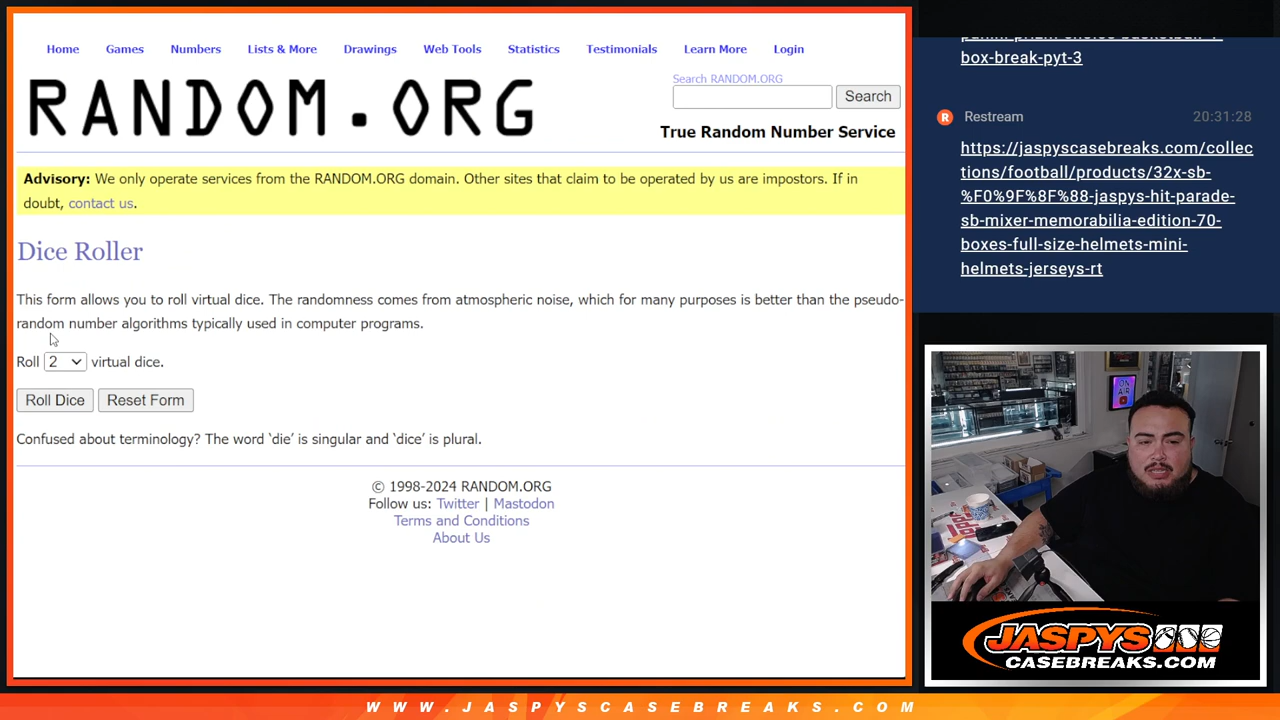 Home Games Numbers Lists & More Drawings Web Tools Statistics Testimonials Learn More Login
RANDOM.ORG
Search RANDOM.ORG
Search
True Random Number Service
Advisory: We only operate services from the RANDOM.ORG domain. Other sites that claim to be operated by us are impostors. If in
doubt, contact us.
Dice Roller
This form allows you to roll virtual dice. The randomness comes from atmospheric noise, which for many purposes is better than the pseudo-
random number algorithms typically used in computer programs.
Roll 2 virtual dice.
Roll Dice Reset Form
Confused about terminology? The word ‘die’ is singular and ‘dice’ is plural.
© 1998-2024 RANDOM.ORG
Follow us: Twitter | Mastodon
Terms and Conditions
About Us
box-break-pyt-3
R Restream 20:31:28
https://jaspyscasebreaks.com/collec
tions/football/products/32x-sb-
%F0%9F%8F%88-jaspys-hit-parade-
sb-mixer-memorabilia-edition-70-
boxes-full-size-helmets-mini-
helmets-jerseys-rt
ON
AIR
JASPYS
CASEBREAKS.COM
WWW.JASPYSCASEBREAKS.COM